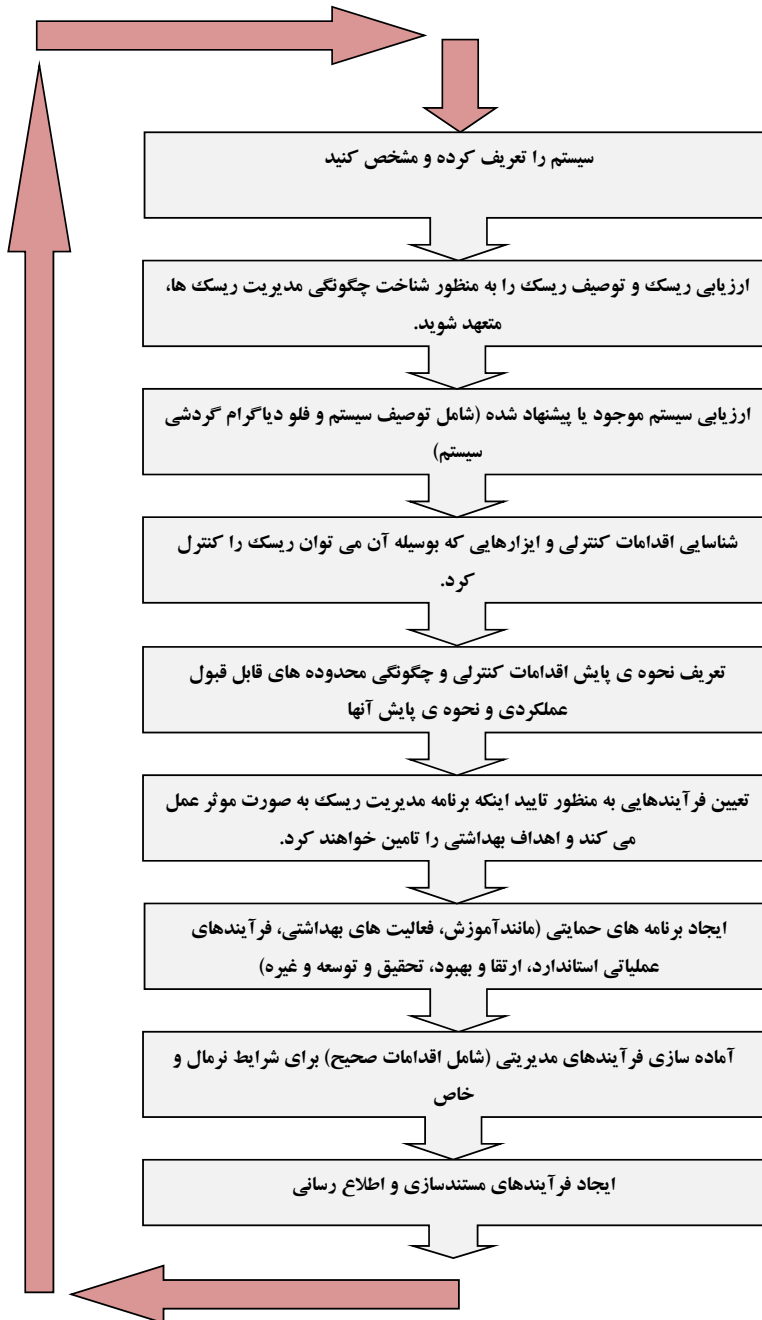 سیستم را تعریف کرده و مشخص کنید
ارزیابی ریسک و توصیف ریسک را به منظور شناخت چگونگی مدیریت ریسک ها،
متعهد شوید.
ارزیابی سیستم موجود یا پیشنهاد شده (شامل توصیف سیستم و فلو دیاگرام گردشی
سیستم)
شناسایی اقدامات کنترلی و ایزارهایی که بوسیله آن می توان ریسک را کنترل
کرد.
تعریف نحوه ی پایش اقدامات کنترلی و چگونگی محدوده های قابل قبول
عملکردی و نحوه ی پایش آنها
تعیین فرآیندهایی به منظور تایید اینکه برنامه مدیریت ریسک به صورت موثر عمل
می کند و اهداف بهداشتی را تامین خواهند کرد.
ایجاد برنامه های حمایتی (مانندآموزش، فعالیت های بهداشتی، فرآیندهای
عملیاتی استاندارد، ارتقا و بهبود، تحقیق و توسعه و غیره)
آماده سازی فرآیندهای مدیریتی (شامل اقدامات صحیح) برای شرایط نرمال و
خاص
ایجاد فرآیندهای مستندسازی و اطلاع رسانی